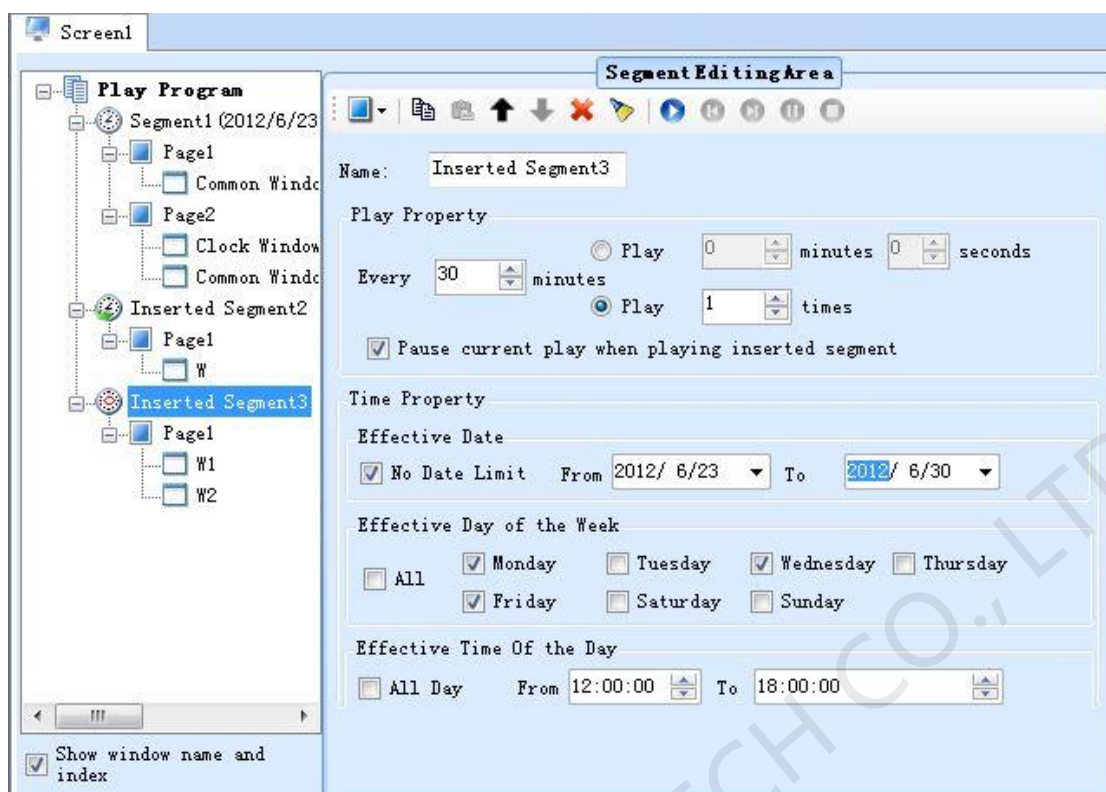 Screen1
Play Program
Segment1 (2012/6/23
Page1
Common Windo
Page2
Clock Window
Common Windo
Inserted Segment2
Page1
W
Inserted Segment3
Page1
W1
W2
Show window name and
index
SegmentEditingArea
Name: Inserted Segment3
Play Property
Play 0 minutes 0 seconds
Every 30 minutes
Play 1 times
Pause current play when playing inserted segment
Time Property
Effective Date
No Date Limit From 2012/ 6/23 To 2012/ 6/30
Effective Day of the Week
All Monday Tuesday Wednesday Thursday
Friday Saturday Sunday
Effective Time Of the Day
All Day From 12:00:00 To 18:00:00
TECH CO., LTD